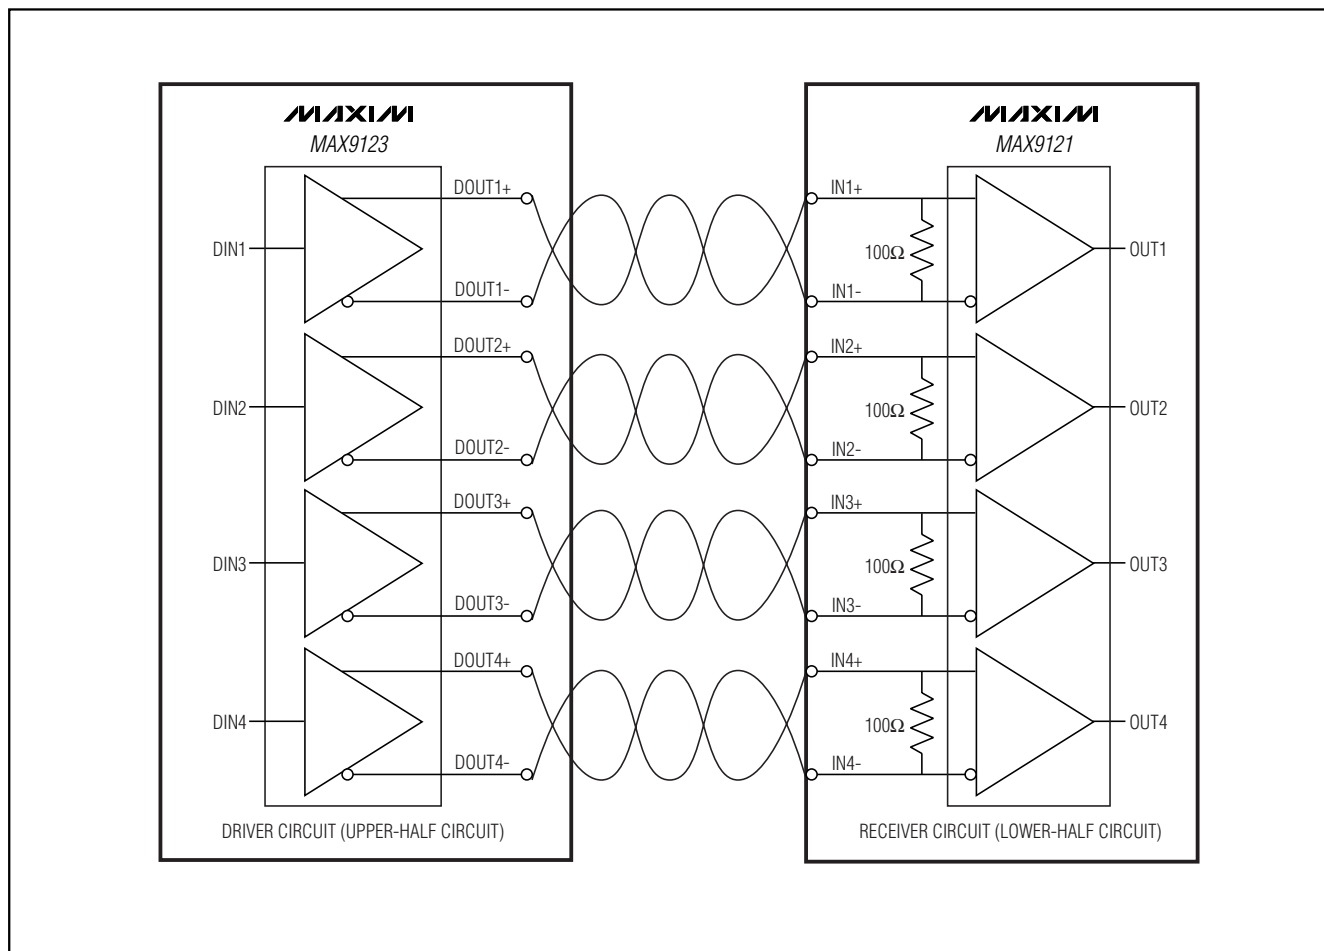 MAXIM
MAX9123
DIN1
DOUT1+
DOUT1-
DIN2
DOUT2+
DOUT2-
DIN3
DOUT3+
DOUT3-
DIN4
DOUT4+
DOUT4-
DRIVER CIRCUIT (UPPER-HALF CIRCUIT)
MAXIM
MAX9121
IN1+
100Ω
IN1-
OUT1
IN2+
100Ω
IN2-
OUT2
IN3+
100Ω
IN3-
OUT3
IN4+
100Ω
IN4-
OUT4
RECEIVER CIRCUIT (LOWER-HALF CIRCUIT)